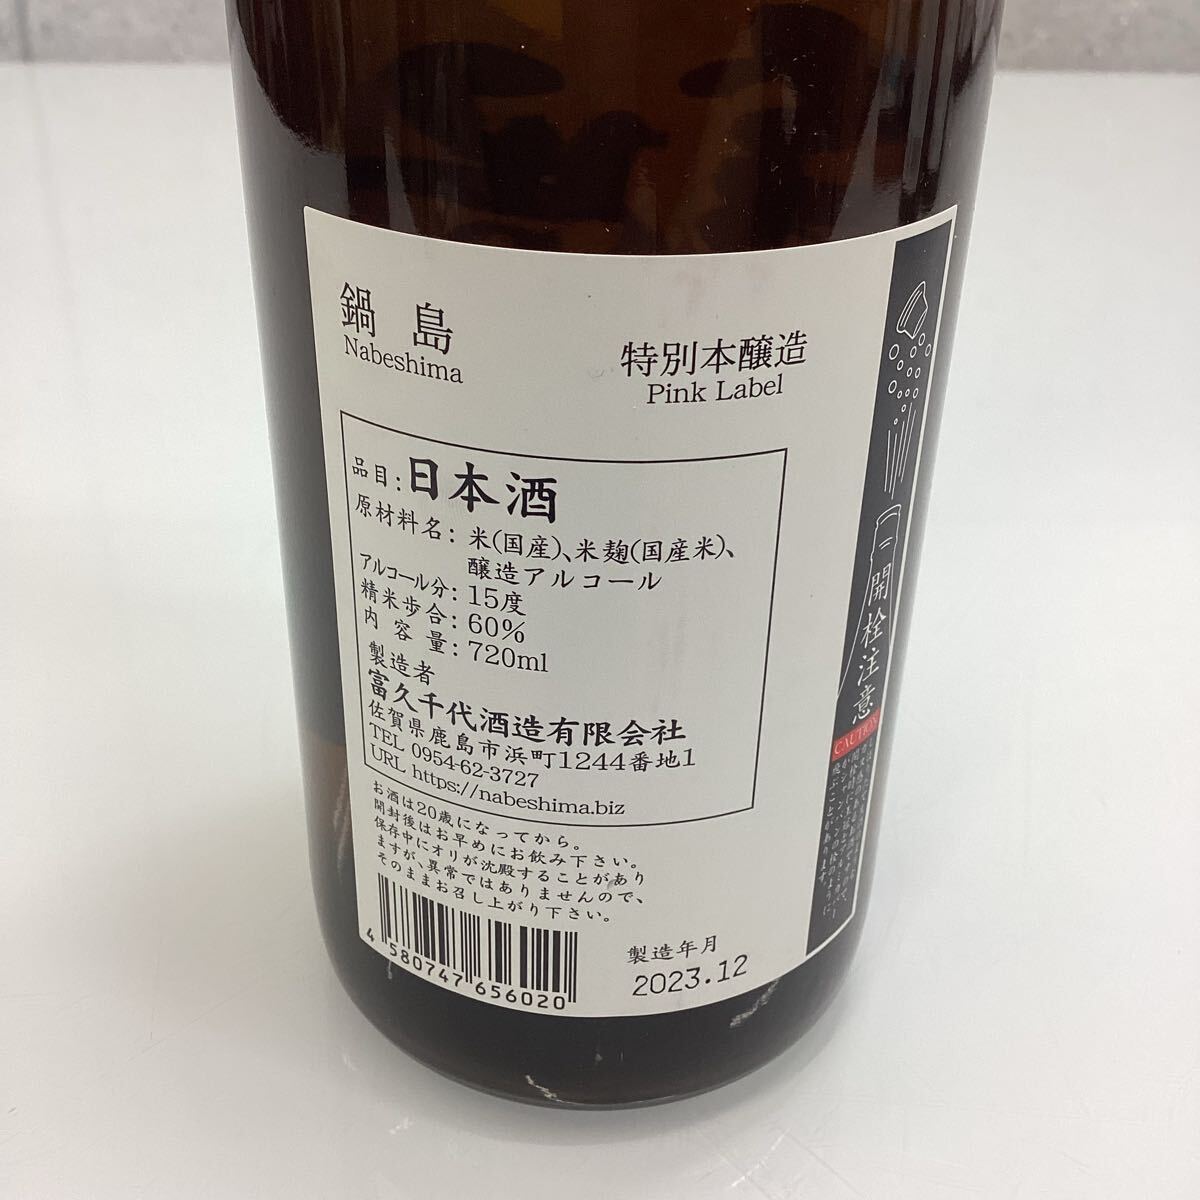 鍋島
Nabeshima
特別本醸造
Pink Label
品目:日本酒
原材料名:米(国産)、米麹(国産米)、
醸造アルコール
アルコール分:15度
精米歩合:60%
内容量:720ml
製造者
富久千代酒造有限会社
佐賀県鹿島市浜町1244番地1
TEL 0954-62-3727
URL https://nabeshima.biz
お酒は20歳になってから。
開封後はお早めにお飲み下さい。
保存中にオリが沈殿することがあり
ますが、異常ではありませんので、
そのままお召し上がり下さい。
4 580747 656020
製造年月
2023.12
開栓注意
CAUTION